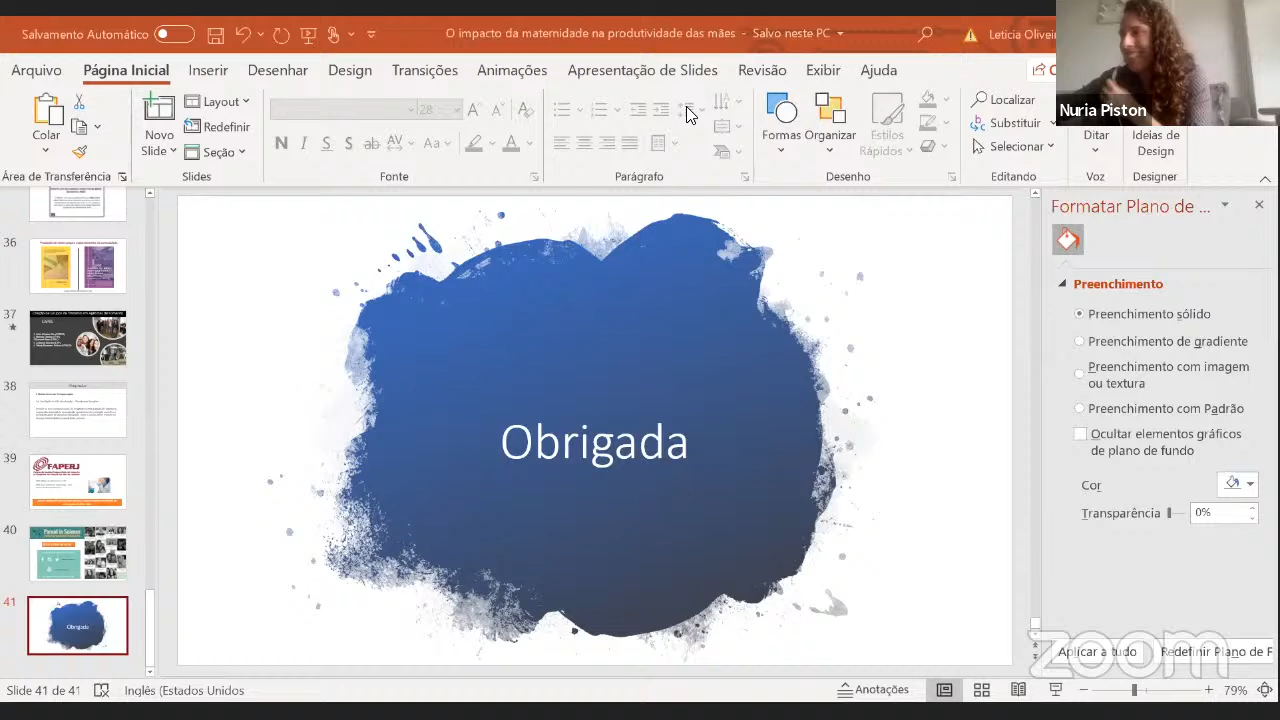 Salvamento Automático
O impacto da maternidade na produtividade das mães - Salvo neste PC
Leticia Oliveir
Arquivo Página Inicial Inserir Desenhar Design Transições Animações Apresentação de Slides Revisão Exibir Ajuda
Nuria Piston
Colar
Novo
Slide
Layout
Redefinir
Seção
28
Aa
Formas
Organizar
Estilos
Rápidos
Localizar
Substituir
Selecionar
Ditar
Ideias de
Design
Área de Transferência
Slides
Fonte
Parágrafo
Desenho
Editando
Voz
Designer
36
37
38
39
FAPERJ
40
Parent in Science
41
Obrigada
Obrigada
Formatar Plano de ...
Preenchimento
Preenchimento sólido
Preenchimento de gradiente
Preenchimento com imagem
ou textura
Preenchimento com Padrão
Ocultar elementos gráficos
de plano de fundo
Cor
Transparência
0%
Aplicar a tudo
Redefinir Plano de F
zoom
Slide 41 de 41
Inglês (Estados Unidos
Anotações
79%